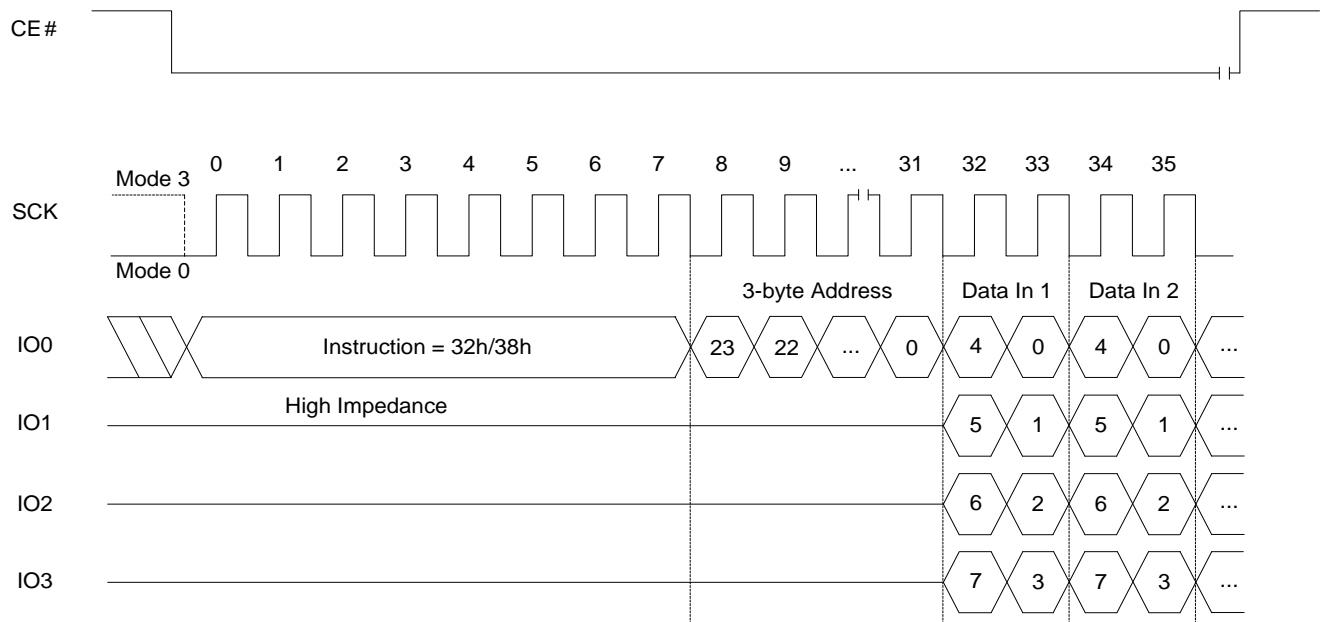 CE#
0 1 2 3 4 5 6 7 8 9 ... 31 32 33 34 35
Mode 3
SCK
Mode 0
3-byte Address Data In 1 Data In 2
IO0 Instruction = 32h/38h 23 22 ... 0 4 0 4 0 ...
High Impedance
IO1 5 1 5 1 ...
IO2 6 2 6 2 ...
IO3 7 3 7 3 ...